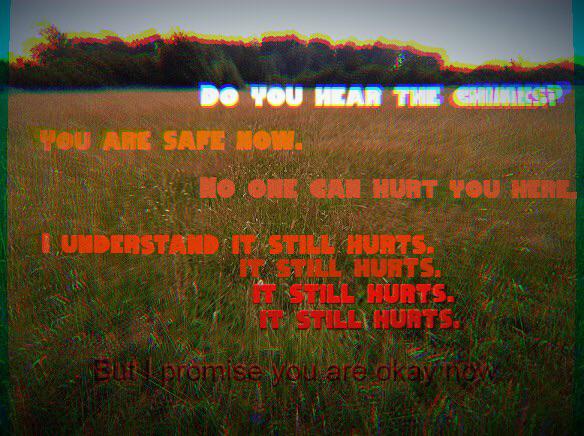 Do you hear the chimes?
You are safe now.
No one can hurt you here.
I understand it still hurts.
it still hurts.
it still hurts.
it still hurts.
But I promise you are okay now.